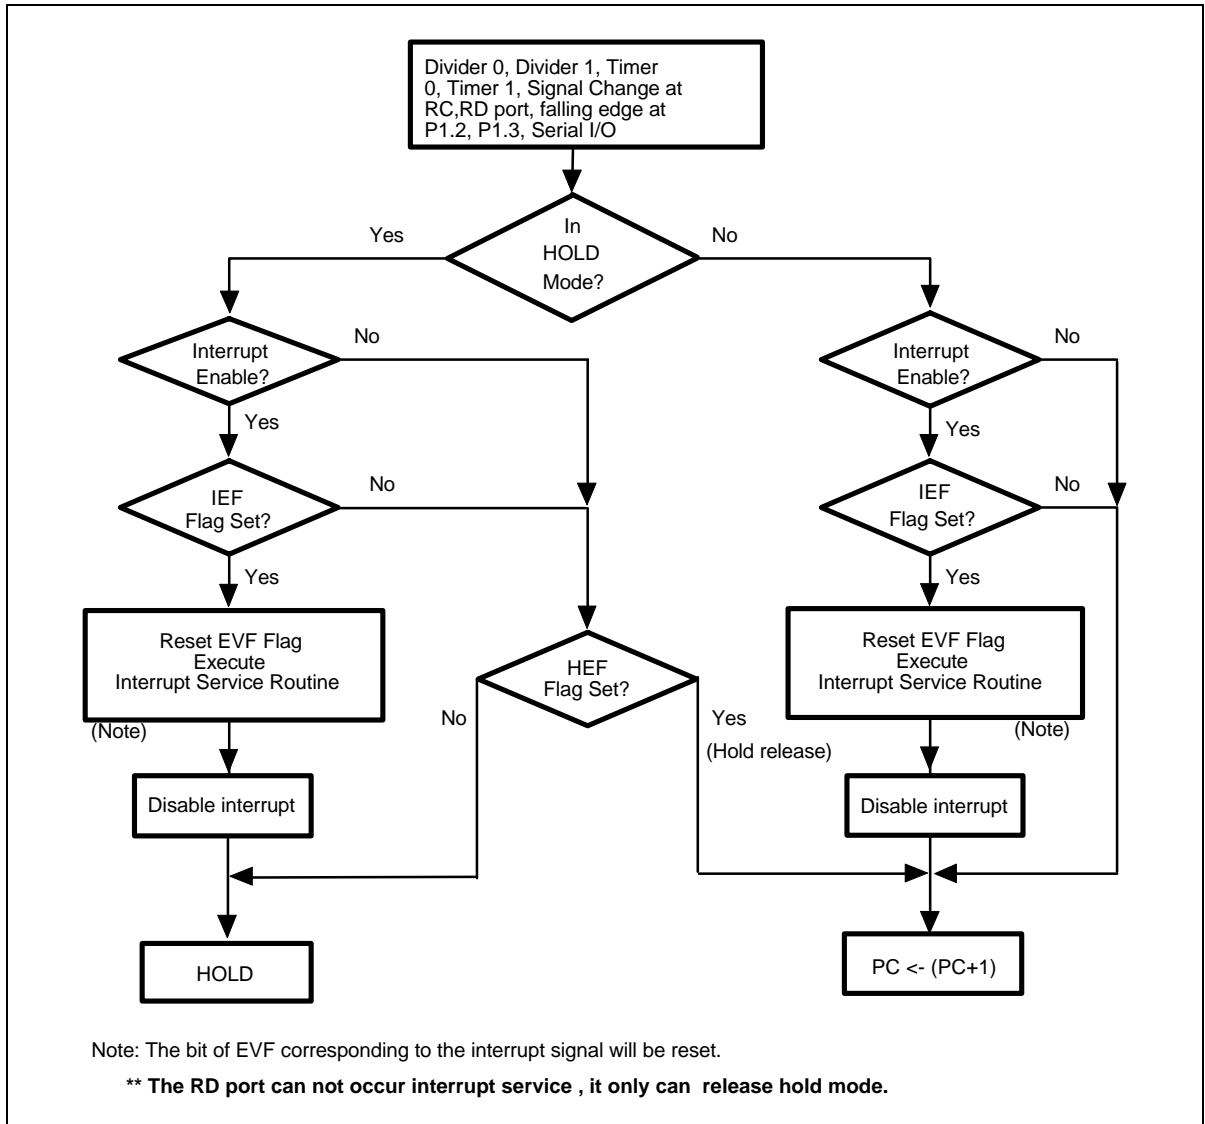 Divider 0, Divider 1, Timer
0, Timer 1, Signal Change at
RC,RD port, falling edge at
P1.2, P1.3, Serial I/O
In
HOLD
Mode?
Yes
No
Interrupt
Enable?
No
Yes
Interrupt
Enable?
No
Yes
IEF
Flag Set?
No
Yes
IEF
Flag Set?
No
Yes
Reset EVF Flag
Execute
Interrupt Service Routine
(Note)
HEF
Flag Set?
No
Yes
(Hold release)
Reset EVF Flag
Execute
Interrupt Service Routine
(Note)
Disable interrupt
Disable interrupt
HOLD
PC <- (PC+1)
Note: The bit of EVF corresponding to the interrupt signal will be reset.
** The RD port can not occur interrupt service , it only can  release hold mode.